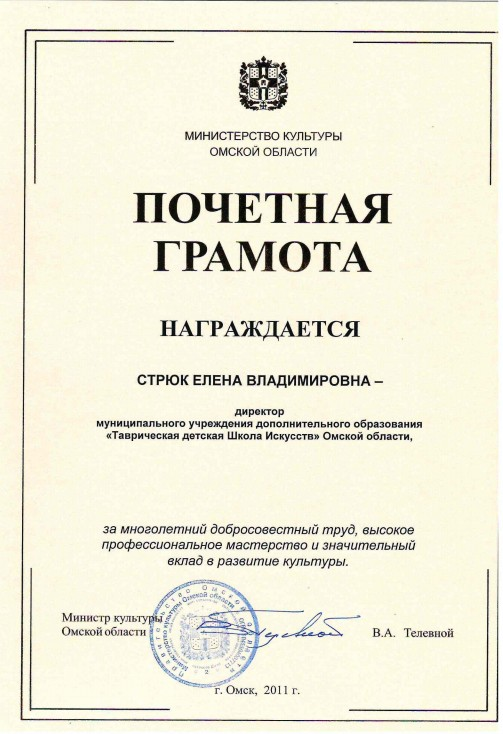 МИНИСТЕРСТВО КУЛЬТУРЫ
ОМСКОЙ ОБЛАСТИ
ПОЧЕТНАЯ
ГРАМОТА
НАГРАЖДАЕТСЯ
СТРЮК ЕЛЕНА ВЛАДИМИРОВНА –
директор
муниципального учреждения дополнительного образования
«Таврическая детская Школа Искусств» Омской области,
за многолетний добросовестный труд, высокое
профессиональное мастерство и значительный
вклад в развитие культуры.
Министр культуры
Омской области
В.А. Телевной
г. Омск, 2011 г.